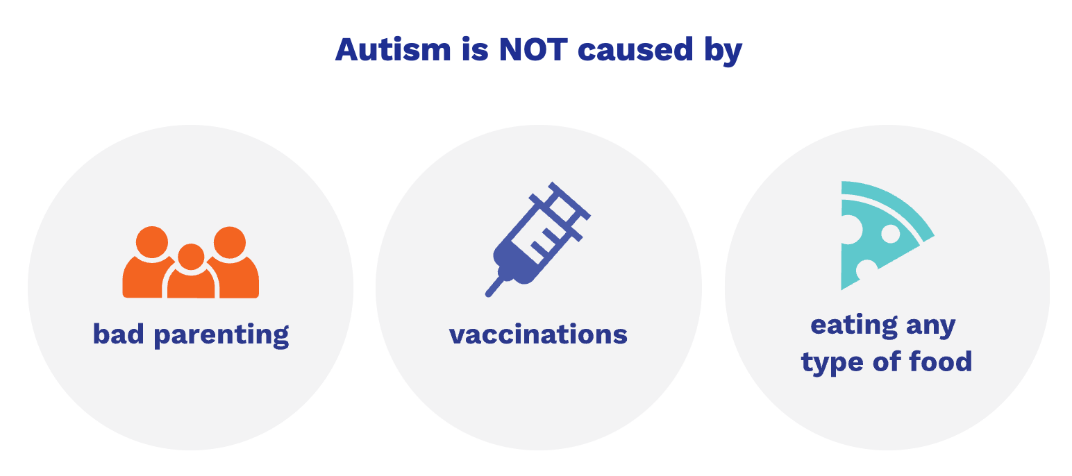 Autism is NOT caused by
bad parenting
vaccinations
eating any
type of food